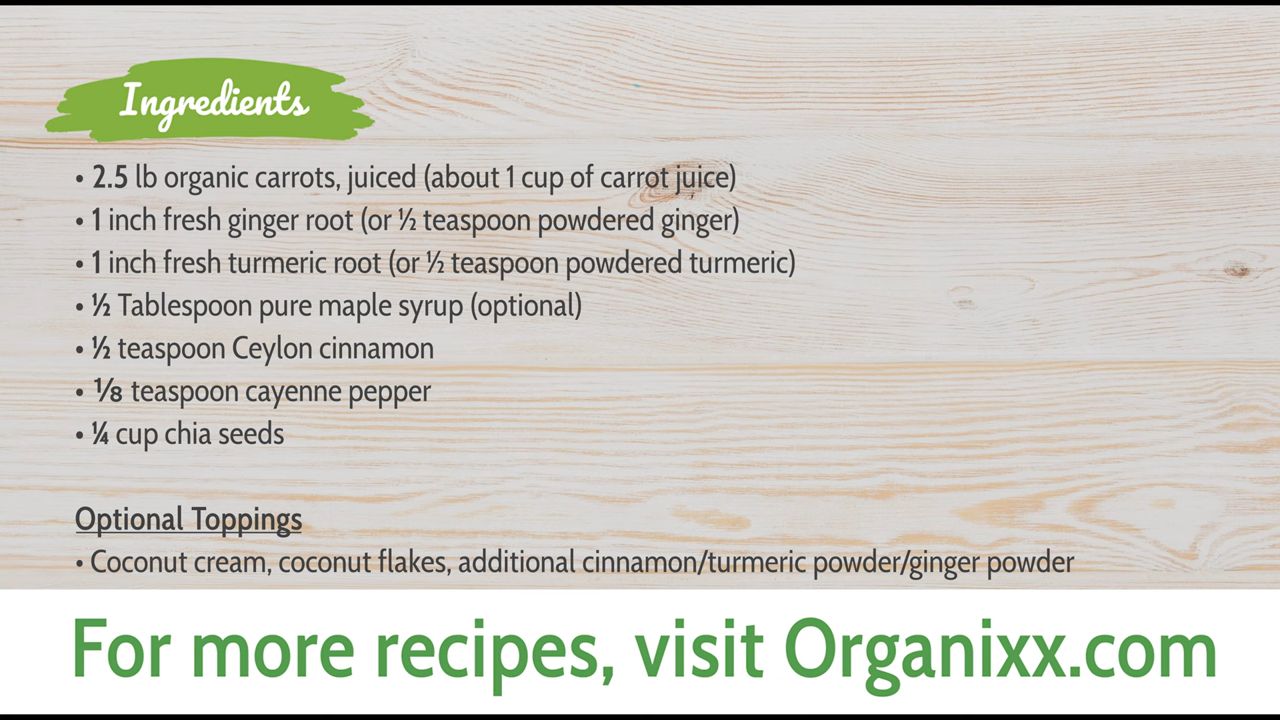 Ingredients
• 2.5 lb organic carrots, juiced (about 1 cup of carrot juice)
• 1 inch fresh ginger root (or ½ teaspoon powdered ginger)
• 1 inch fresh turmeric root (or ½ teaspoon powdered turmeric)
• ½ Tablespoon pure maple syrup (optional)
• ½ teaspoon Ceylon cinnamon
• ⅛ teaspoon cayenne pepper
• ¼ cup chia seeds
Optional Toppings
• Coconut cream, coconut flakes, additional cinnamon/turmeric powder/ginger powder
For more recipes, visit Organixx.com